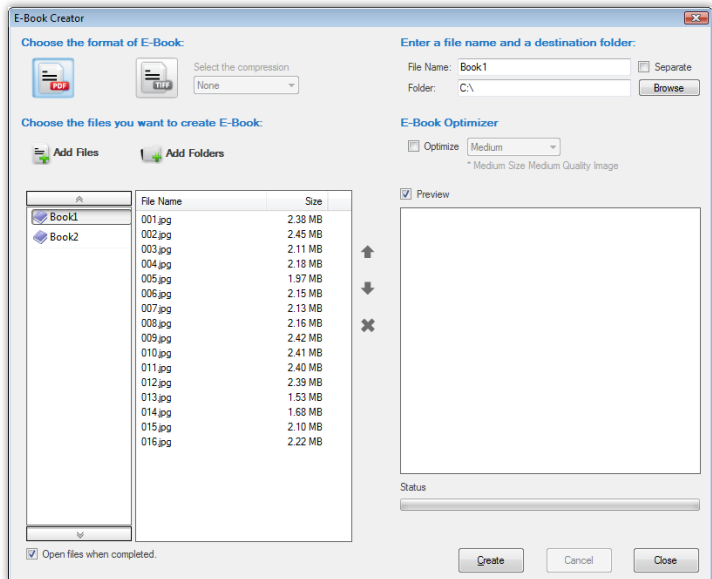 E-Book Creator
Choose the format of E-Book:
PDF
TIFF
Select the compression
None
Enter a file name and a destination folder:
File Name: Book1 Separate
Folder: C:\ Browse
Choose the files you want to create E-Book:
Add Files Add Folders
E-Book Optimizer
Optimize Medium
* Medium Size Medium Quality Image
Preview
Book1
Book2
File Name Size
001.jpg 2.38 MB
002.jpg 2.45 MB
003.jpg 2.11 MB
004.jpg 2.18 MB
005.jpg 1.97 MB
006.jpg 2.15 MB
007.jpg 2.13 MB
008.jpg 2.16 MB
009.jpg 2.42 MB
010.jpg 2.41 MB
011.jpg 2.40 MB
012.jpg 2.39 MB
013.jpg 1.53 MB
014.jpg 1.68 MB
015.jpg 2.10 MB
016.jpg 2.22 MB
Status
Open files when completed.
Create Cancel Close